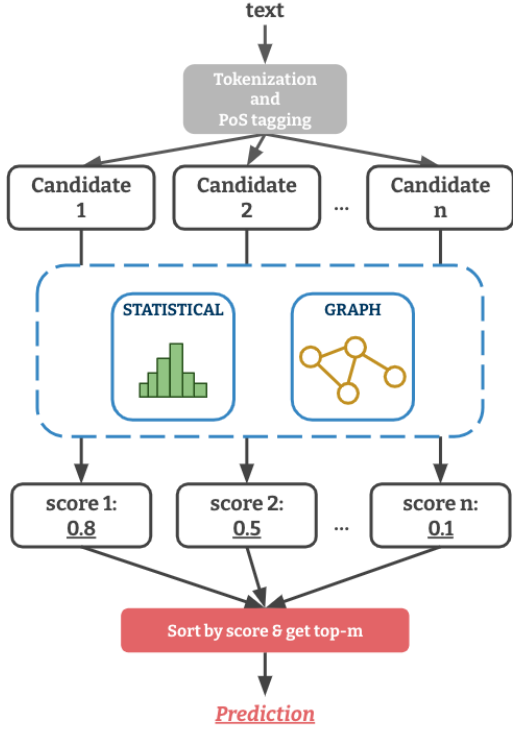 text
Tokenization
and
PoS tagging
Candidate
1
Candidate
2
...
Candidate
n
STATISTICAL
GRAPH
score 1:
0.8
score 2:
0.5
...
score n:
0.1
Sort by score & get top-m
Prediction